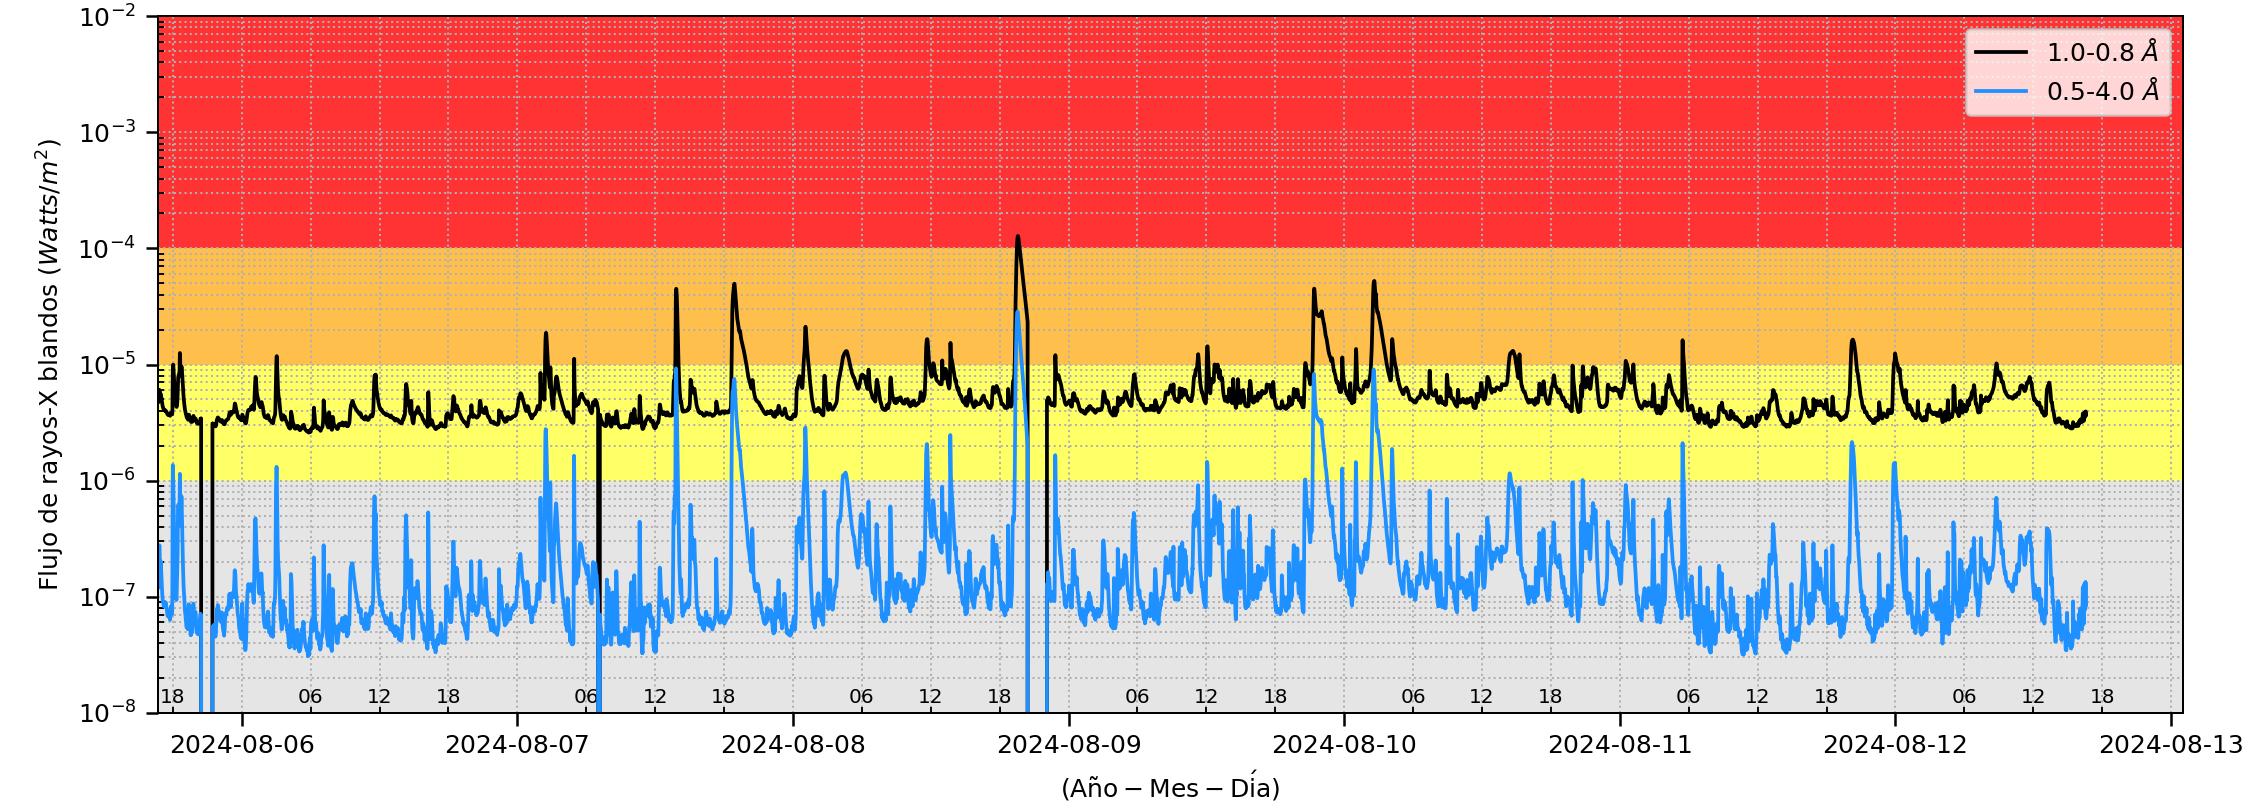 10⁻²
10⁻³
10⁻⁴
10⁻⁵
10⁻⁶
10⁻⁷
10⁻⁸
Flujo de rayos-X blandos (Watts/m²)
1.0-0.8 Å
0.5-4.0 Å
18 06 12 18 06 12 18 06 12 18 06 12 18 06 12 18 06 12 18 06 12 18
2024-08-06 2024-08-07 2024-08-08 2024-08-09 2024-08-10 2024-08-11 2024-08-12 2024-08-13
(Año − Mes − Día)